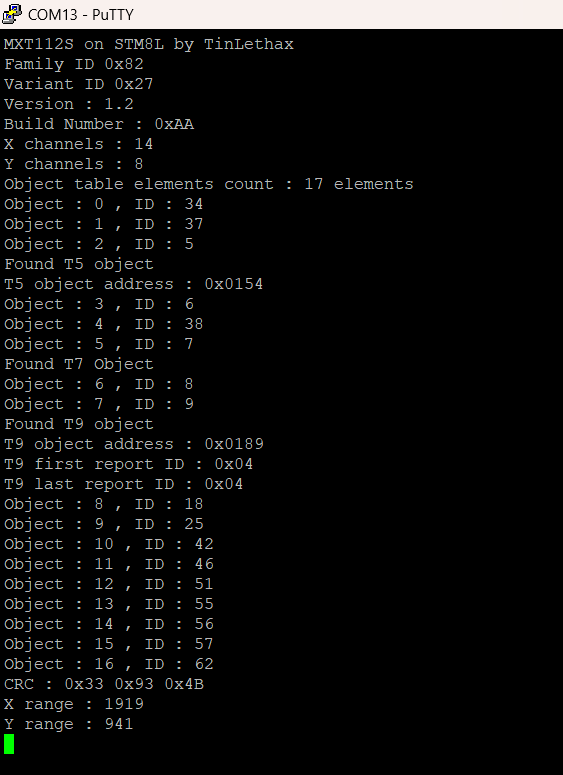 COM13 - PuTTY
MXT112S on STM8L by TinLethax
Family ID 0x82
Variant ID 0x27
Version : 1.2
Build Number : 0xAA
X channels : 14
Y channels : 8
Object table elements count : 17 elements
Object : 0 , ID : 34
Object : 1 , ID : 37
Object : 2 , ID : 5
Found T5 object
T5 object address : 0x0154
Object : 3 , ID : 6
Object : 4 , ID : 38
Object : 5 , ID : 7
Found T7 Object
Object : 6 , ID : 8
Object : 7 , ID : 9
Found T9 object
T9 object address : 0x0189
T9 first report ID : 0x04
T9 last report ID : 0x04
Object : 8 , ID : 18
Object : 9 , ID : 25
Object : 10 , ID : 42
Object : 11 , ID : 46
Object : 12 , ID : 51
Object : 13 , ID : 55
Object : 14 , ID : 56
Object : 15 , ID : 57
Object : 16 , ID : 62
CRC : 0x33 0x93 0x4B
X range : 1919
Y range : 941